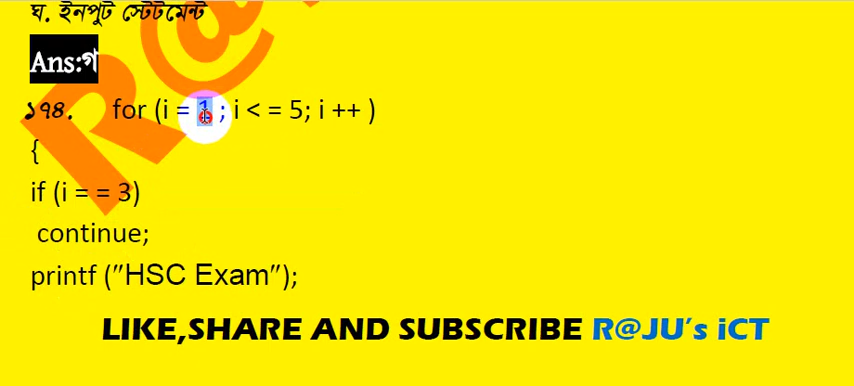 ঘ. ইনপুট স্টেটমেন্ট
Ans:গ
১৭৪. for (i = 1 ; i < = 5; i ++ )
{
if (i = = 3)
continue;
printf (”HSC Exam”);
LIKE,SHARE AND SUBSCRIBE R@JU’s iCT